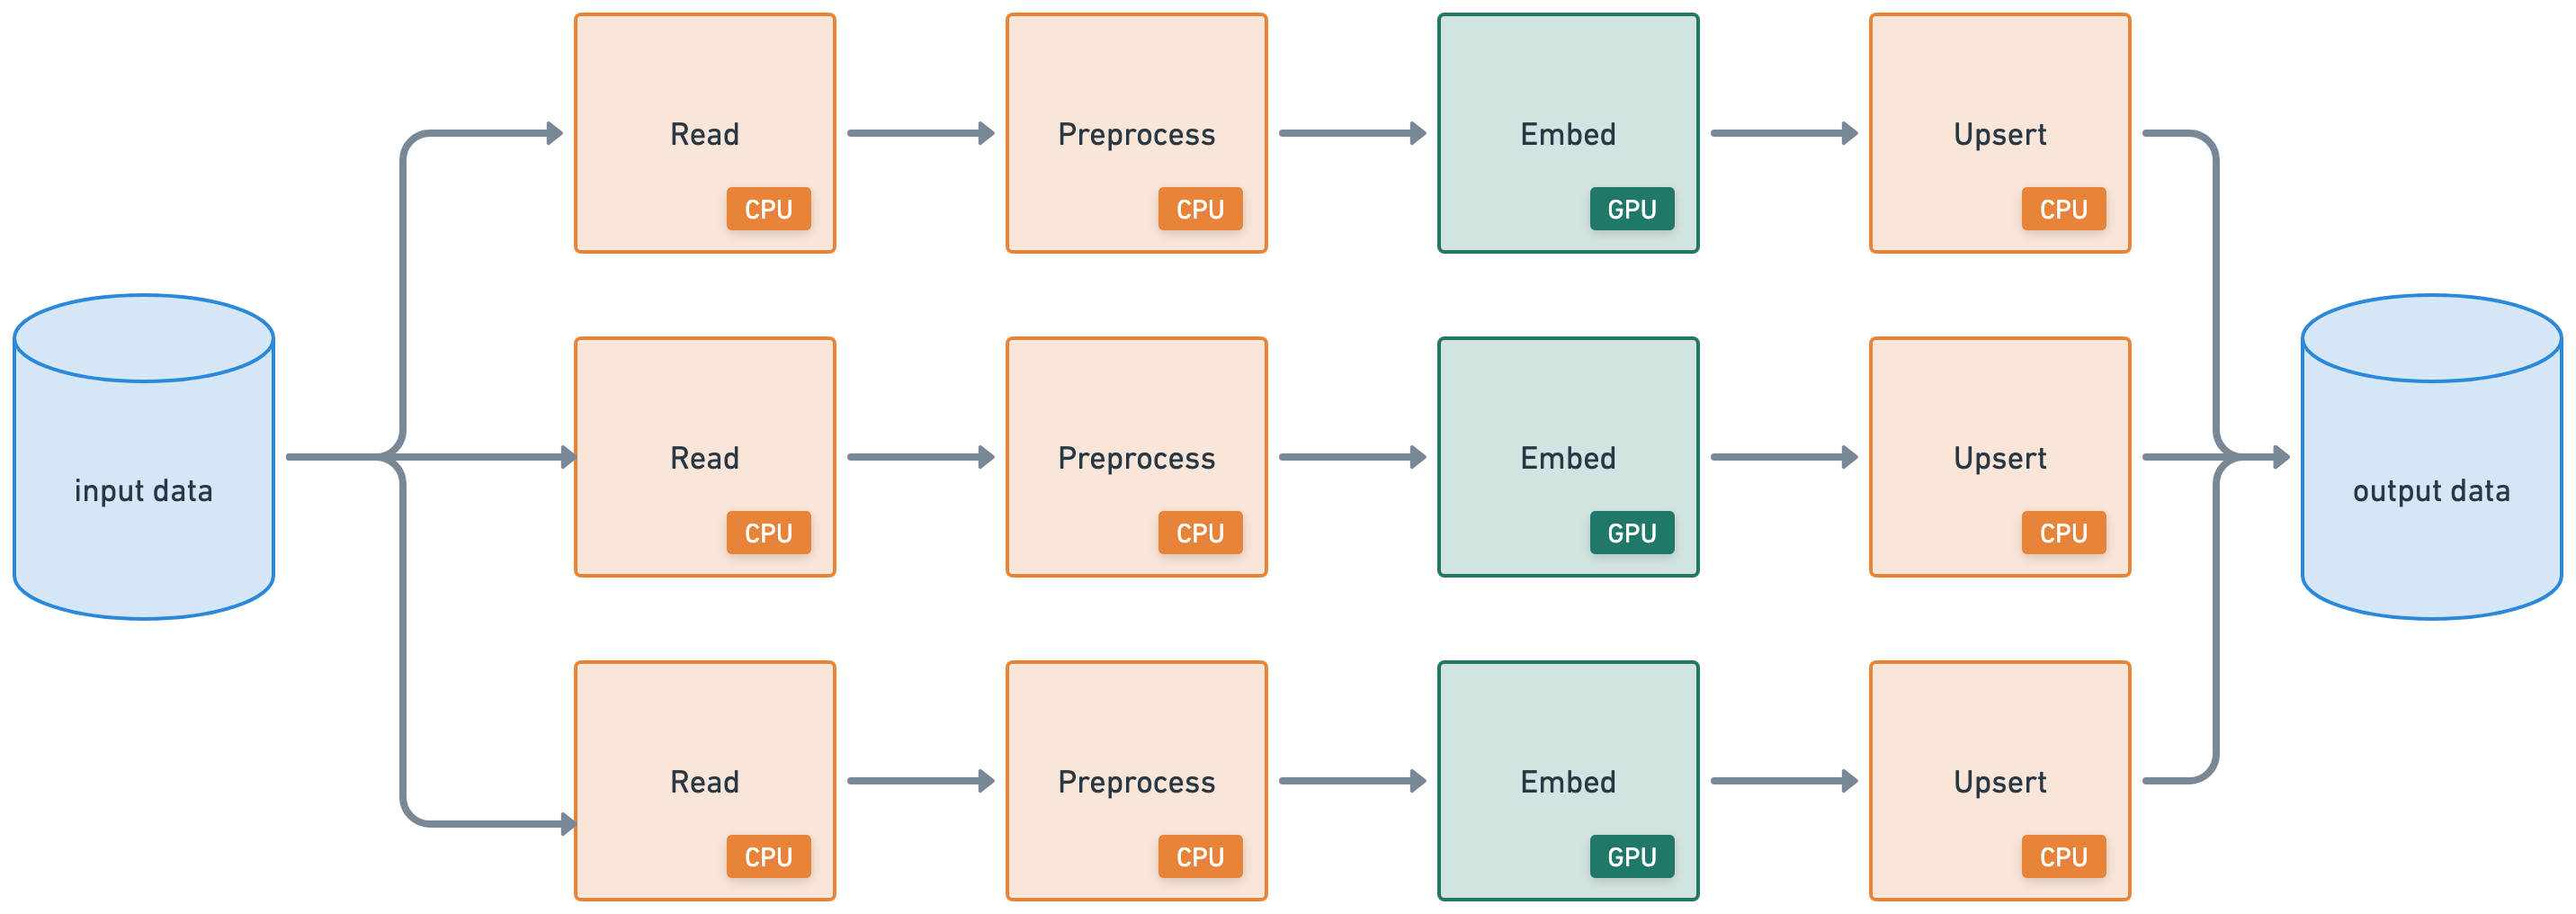 Read
CPU
Preprocess
CPU
Embed
GPU
Upsert
CPU
input data
Read
CPU
Preprocess
CPU
Embed
GPU
Upsert
CPU
output data
Read
CPU
Preprocess
CPU
Embed
GPU
Upsert
CPU